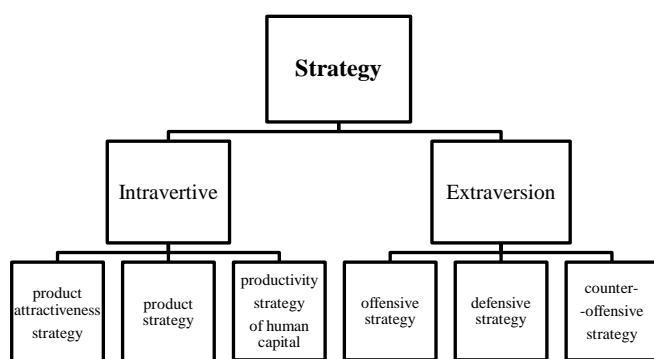 Strategy
Intravertive
Extraversion
product
attractiveness
strategy
product
strategy
productivity
strategy
of human
capital
offensive
strategy
defensive
strategy
counter-
-offensive
strategy